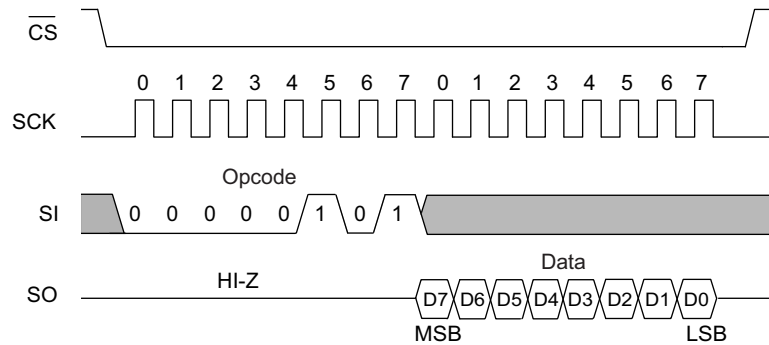 CS
0 1 2 3 4 5 6 7 0 1 2 3 4 5 6 7
SCK
Opcode
SI 0 0 0 0 0 1 0 1
Data
HI-Z
SO D7 D6 D5 D4 D3 D2 D1 D0
MSB LSB